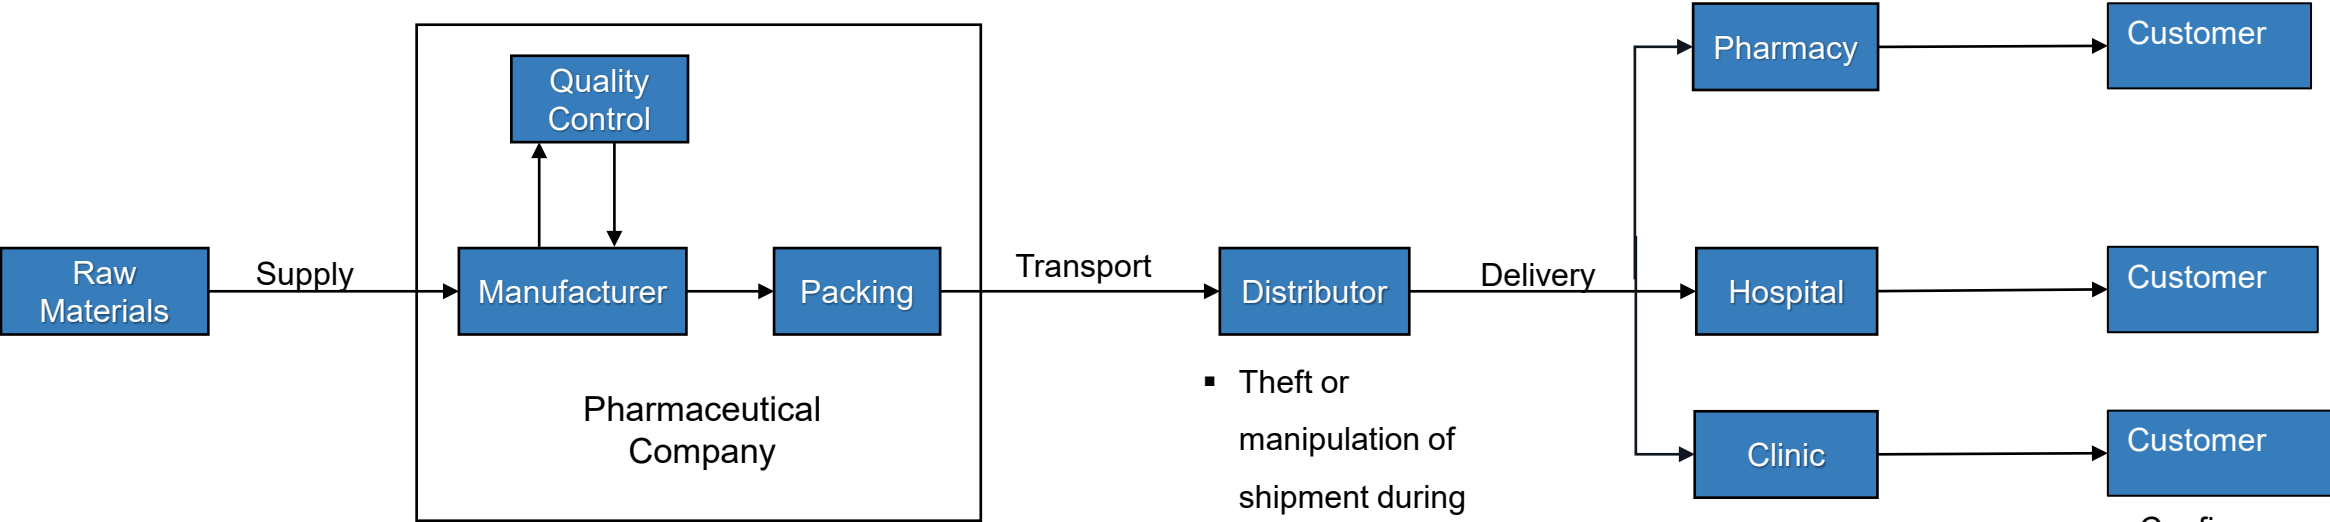 Quality
Control
Raw
Materials
Supply
Manufacturer
Packing
Transport
Distributor
Delivery
Pharmacy
Customer
Hospital
Customer
Clinic
Customer
Pharmaceutical
Company
▪ Theft or
manipulation of
shipment during